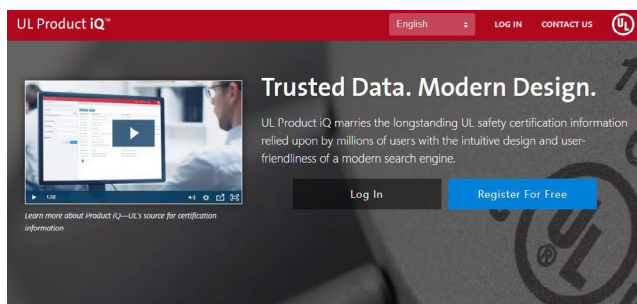 UL Product iQ™
English
LOG IN
CONTACT US
UL
Trusted Data. Modern Design.
UL Product iQ marries the longstanding UL safety certification information
relied upon by millions of users with the intuitive design and user-
friendliness of a modern search engine.
Log In
Register For Free
1:52
Learn more about Product iQ—UL's source for certification
information
UL
®